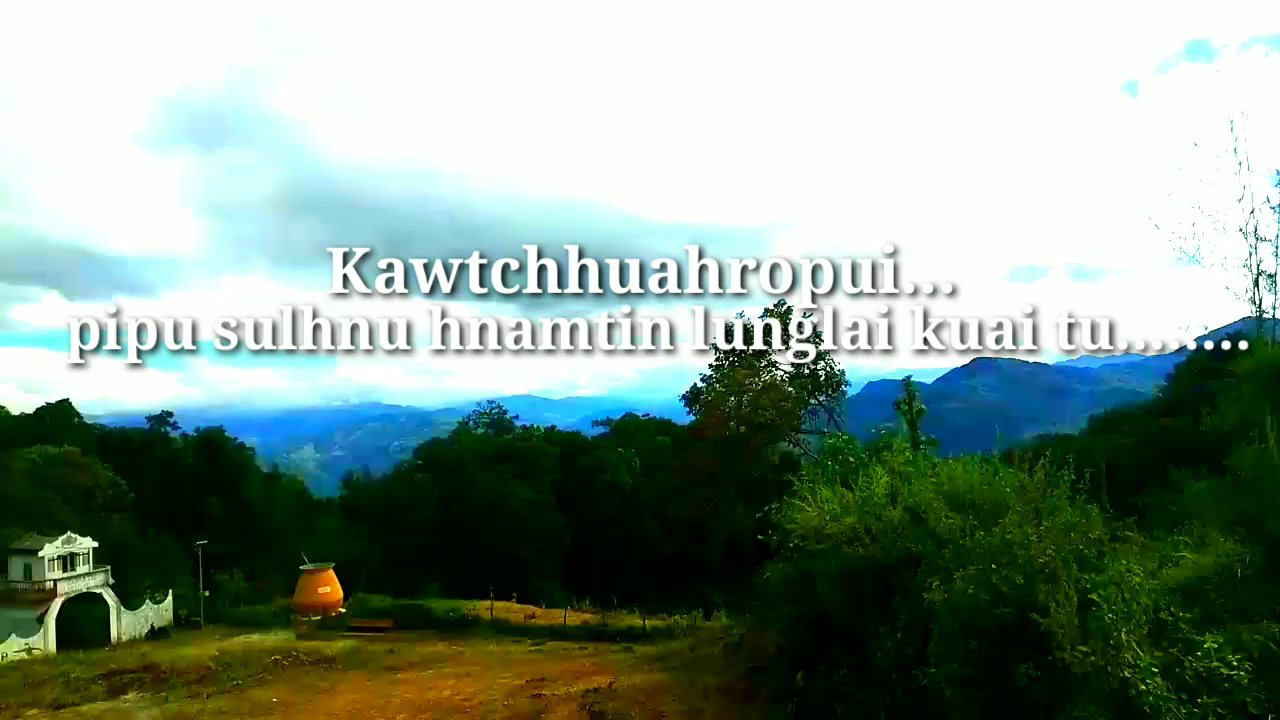 Kawtchhuahropui...
pipu sulhnu hnamtin lunglai kuai tu........